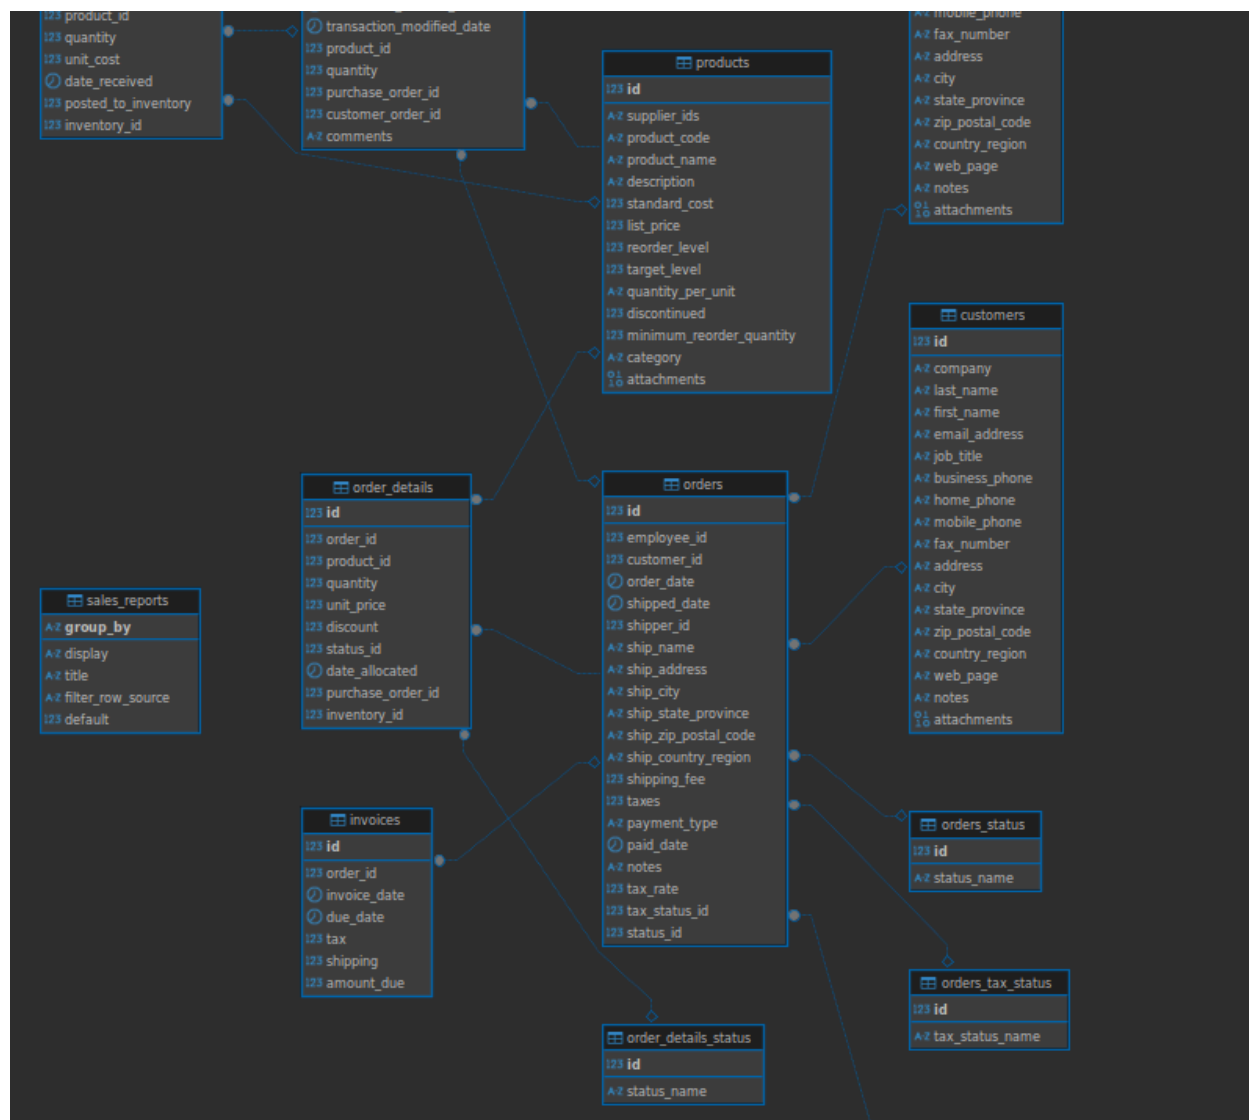 product_id
quantity
unit_cost
date_received
posted_to_inventory
inventory_id
transaction_modified_date
product_id
quantity
purchase_order_id
customer_order_id
comments
products
id
supplier_ids
product_code
product_name
description
standard_cost
list_price
reorder_level
target_level
quantity_per_unit
discontinued
minimum_reorder_quantity
category
attachments
mobile_phone
fax_number
address
city
state_province
zip_postal_code
country_region
web_page
notes
attachments
customers
id
company
last_name
first_name
email_address
job_title
business_phone
home_phone
mobile_phone
fax_number
address
city
state_province
zip_postal_code
country_region
web_page
notes
attachments
order_details
id
order_id
product_id
quantity
unit_price
discount
status_id
date_allocated
purchase_order_id
inventory_id
orders
id
employee_id
customer_id
order_date
shipped_date
shipper_id
ship_name
ship_address
ship_city
ship_state_province
ship_zip_postal_code
ship_country_region
shipping_fee
taxes
payment_type
paid_date
notes
tax_rate
tax_status_id
status_id
sales_reports
group_by
display
title
filter_row_source
default
invoices
id
order_id
invoice_date
due_date
tax
shipping
amount_due
orders_status
id
status_name
orders_tax_status
id
tax_status_name
order_details_status
id
status_name